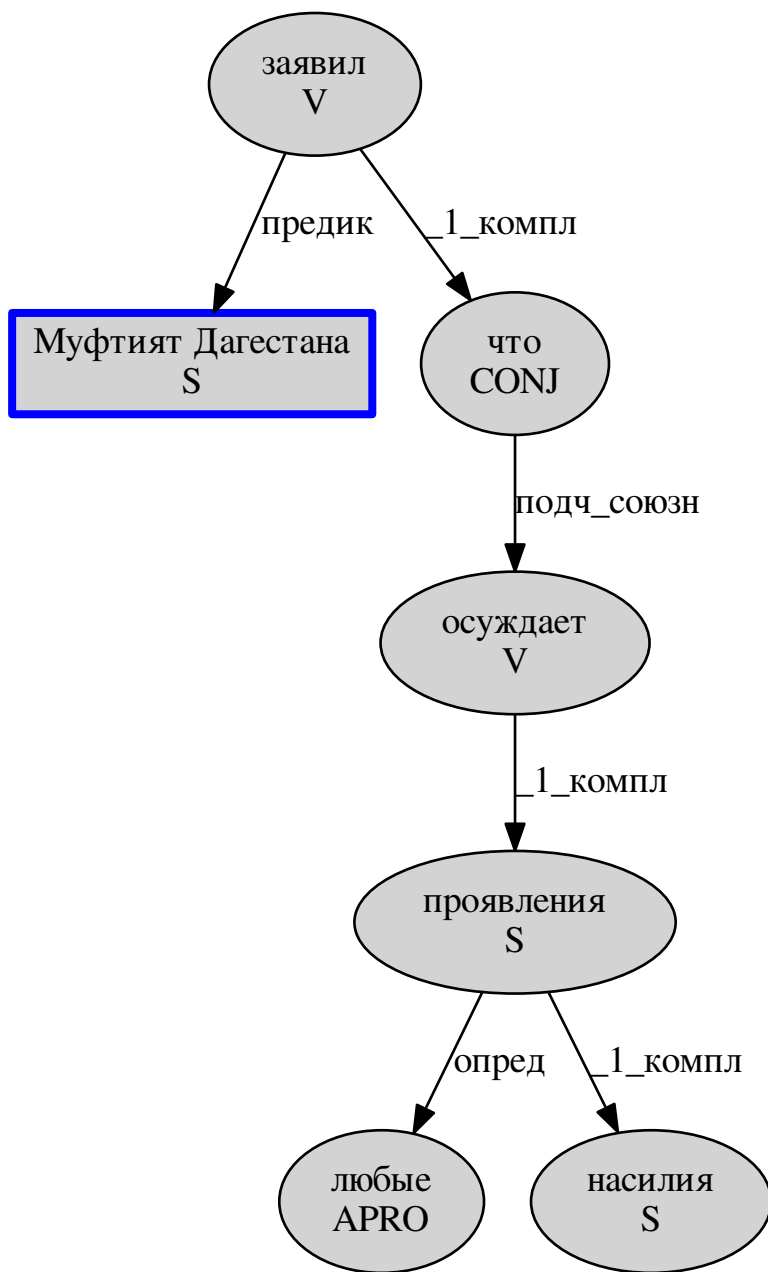 заявил
V
предик
_1_компл
Муфтият Дагестана
S
что
CONJ
подч_союзн
осуждает
V
_1_компл
проявления
S
опред
_1_компл
любые
APRO
насилия
S